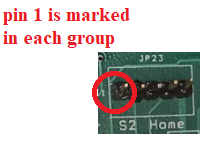 pin 1 is marked
in each group
JP23
S2 Home